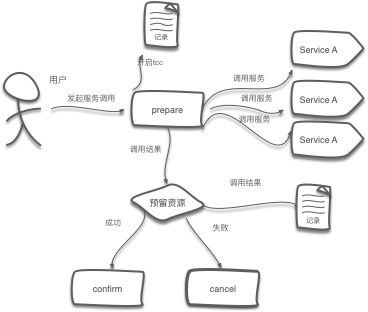 记录
开启tcc
用户
发起服务调用
prepare
调用服务
Service A
调用服务
Service A
调用服务
Service A
调用结果
预留资源
调用结果
记录
成功
失败
confirm
cancel